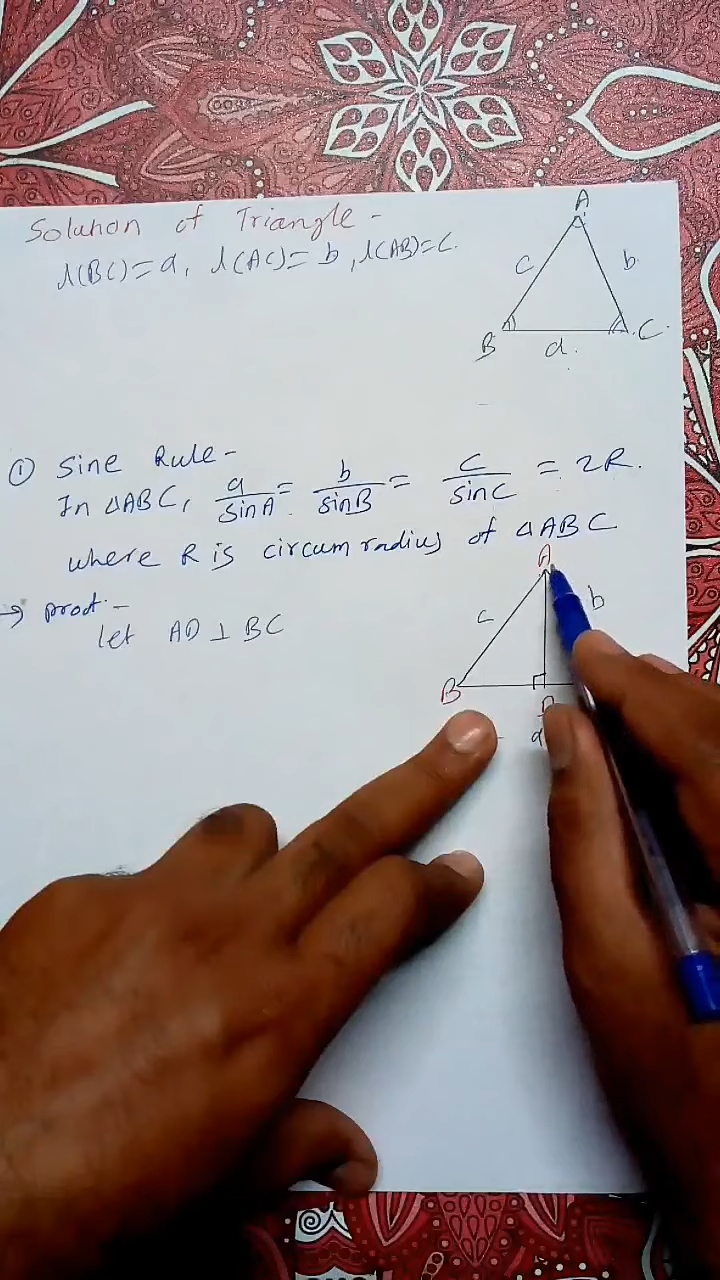 Solution of Triangle -
l(BC) = a, l(AC) = b, l(AB) = c.
A
c
b
B
a.
C.
① Sine Rule -
In △ABC, a/sinA = b/sinB = c/sinC = 2R.
where R is circum radius of △ABC
→ proof: -
Let AD ⊥ BC
A
c
b
B
D
a